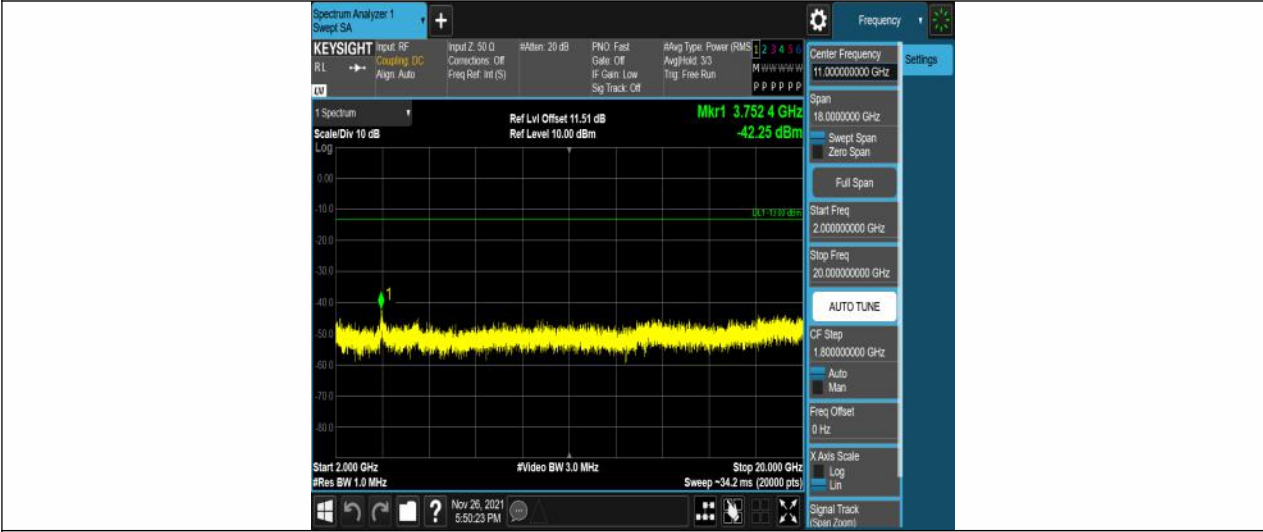 Spectrum Analyzer 1
Swept SA
+
Frequency
KEYSIGHT
RL
Input: RF
Coupling: DC
Align: Auto
Input Z: 50 Ω
Corrections: Off
Freq Ref: Int (S)
#Atten: 20 dB
PNO: Fast
Gate: Off
IF Gain: Low
Sig Track: Off
#Avg Type: Power (RMS
Avg|Hold: 3/3
Trig: Free Run
1 2 3 4 5 6
M W W W W W
P P P P P P
1 Spectrum
Scale/Div 10 dB
Ref Lvl Offset 11.51 dB
Ref Level 10.00 dBm
Mkr1 3.752 4 GHz
-42.25 dBm
Log
0.00
-10.0
DL1 -13.00 dBm
-20.0
-30.0
1
-40.0
-50.0
-60.0
-70.0
-80.0
Start 2.000 GHz
#Res BW 1.0 MHz
#Video BW 3.0 MHz
Stop 20.000 GHz
Sweep ~34.2 ms (20000 pts)
?
Nov 26, 2021
5:50:23 PM
Center Frequency
11.000000000 GHz
Settings
Span
18.0000000 GHz
Swept Span
Zero Span
Full Span
Start Freq
2.000000000 GHz
Stop Freq
20.000000000 GHz
AUTO TUNE
CF Step
1.800000000 GHz
Auto
Man
Freq Offset
0 Hz
X Axis Scale
Log
Lin
Signal Track
(Span Zoom)